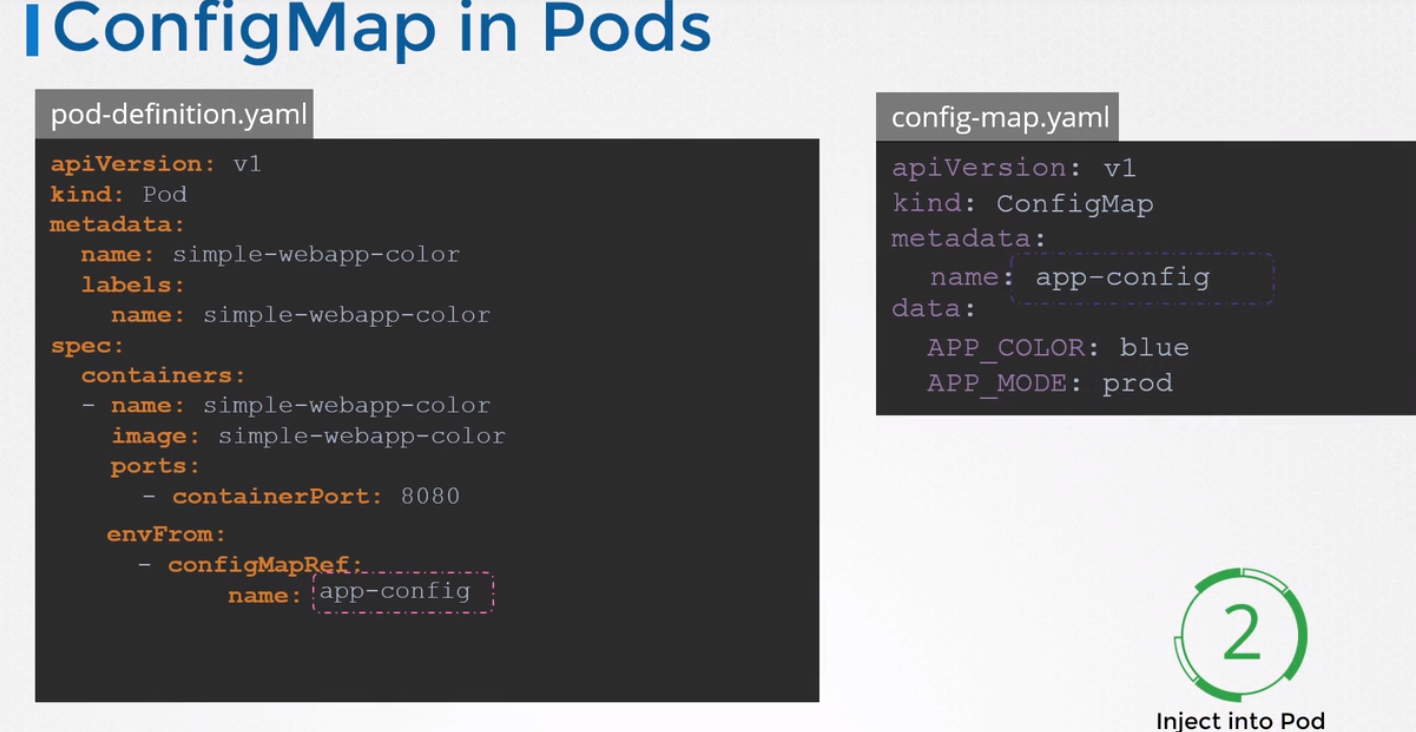 ConfigMap in Pods
pod-definition.yaml
apiVersion: v1
kind: Pod
metadata:
  name: simple-webapp-color
  labels:
    name: simple-webapp-color
spec:
  containers:
  - name: simple-webapp-color
    image: simple-webapp-color
    ports:
      - containerPort: 8080
    envFrom:
      - configMapRef:
            name: app-config
config-map.yaml
apiVersion: v1
kind: ConfigMap
metadata:
  name: app-config
data:
  APP_COLOR: blue
  APP_MODE: prod
2
Inject into Pod